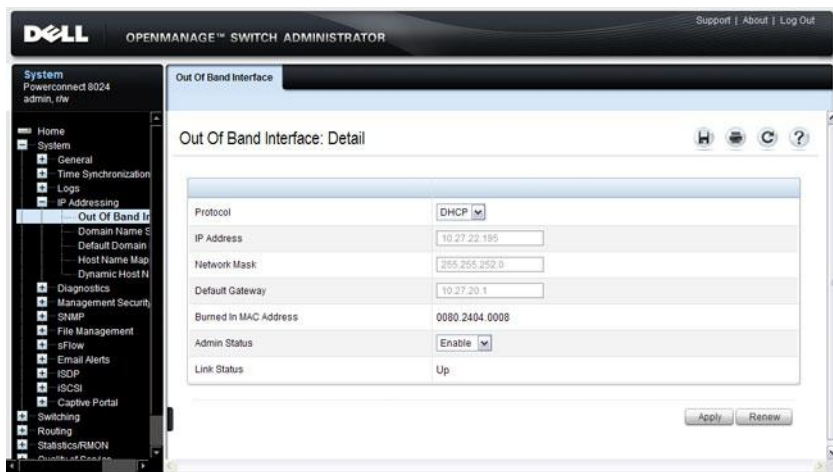 Support | About | Log Out
DELL OPENMANAGE™ SWITCH ADMINISTRATOR
System
Powerconnect 8024
admin, r/w
Home
System
General
Time Synchronization
Logs
IP Addressing
Out Of Band In
Domain Name S
Default Domain
Host Name Map
Dynamic Host N
Diagnostics
Management Security
SNMP
File Management
sFlow
Email Alerts
ISDP
iSCSI
Captive Portal
Switching
Routing
Statistics/RMON
Quality of Service
Out Of Band Interface
Out Of Band Interface: Detail
Protocol DHCP
IP Address 10.27.22.195
Network Mask 255.255.252.0
Default Gateway 10.27.20.1
Burned In MAC Address 0080.2404.0008
Admin Status Enable
Link Status Up
Apply Renew